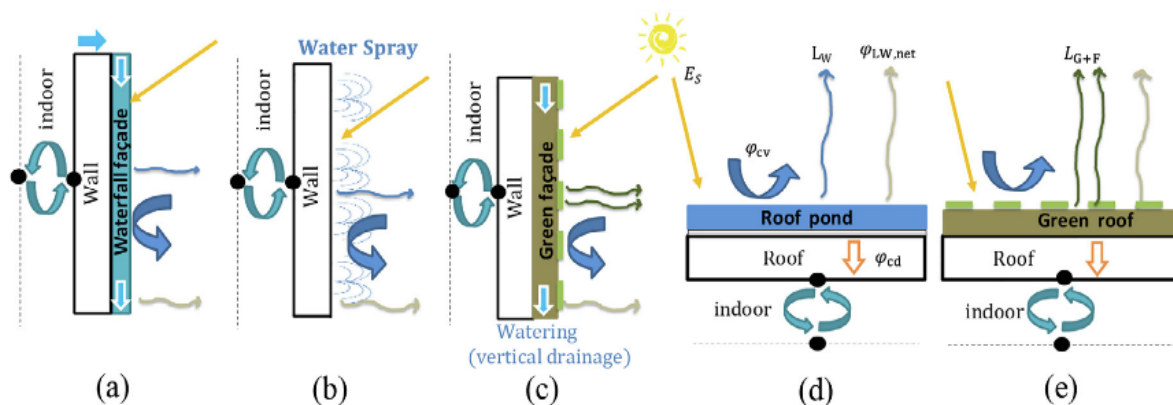 indoor
Wall
Waterfall façade
(a)
Water Spray
indoor
Wall
(b)
indoor
Wall
Green façade
Watering
(vertical drainage)
(c)
E_S
φ_cv
L_W
φ_LW,net
Roof pond
Roof
φ_cd
indoor
(d)
L_G+F
Green roof
Roof
indoor
(e)